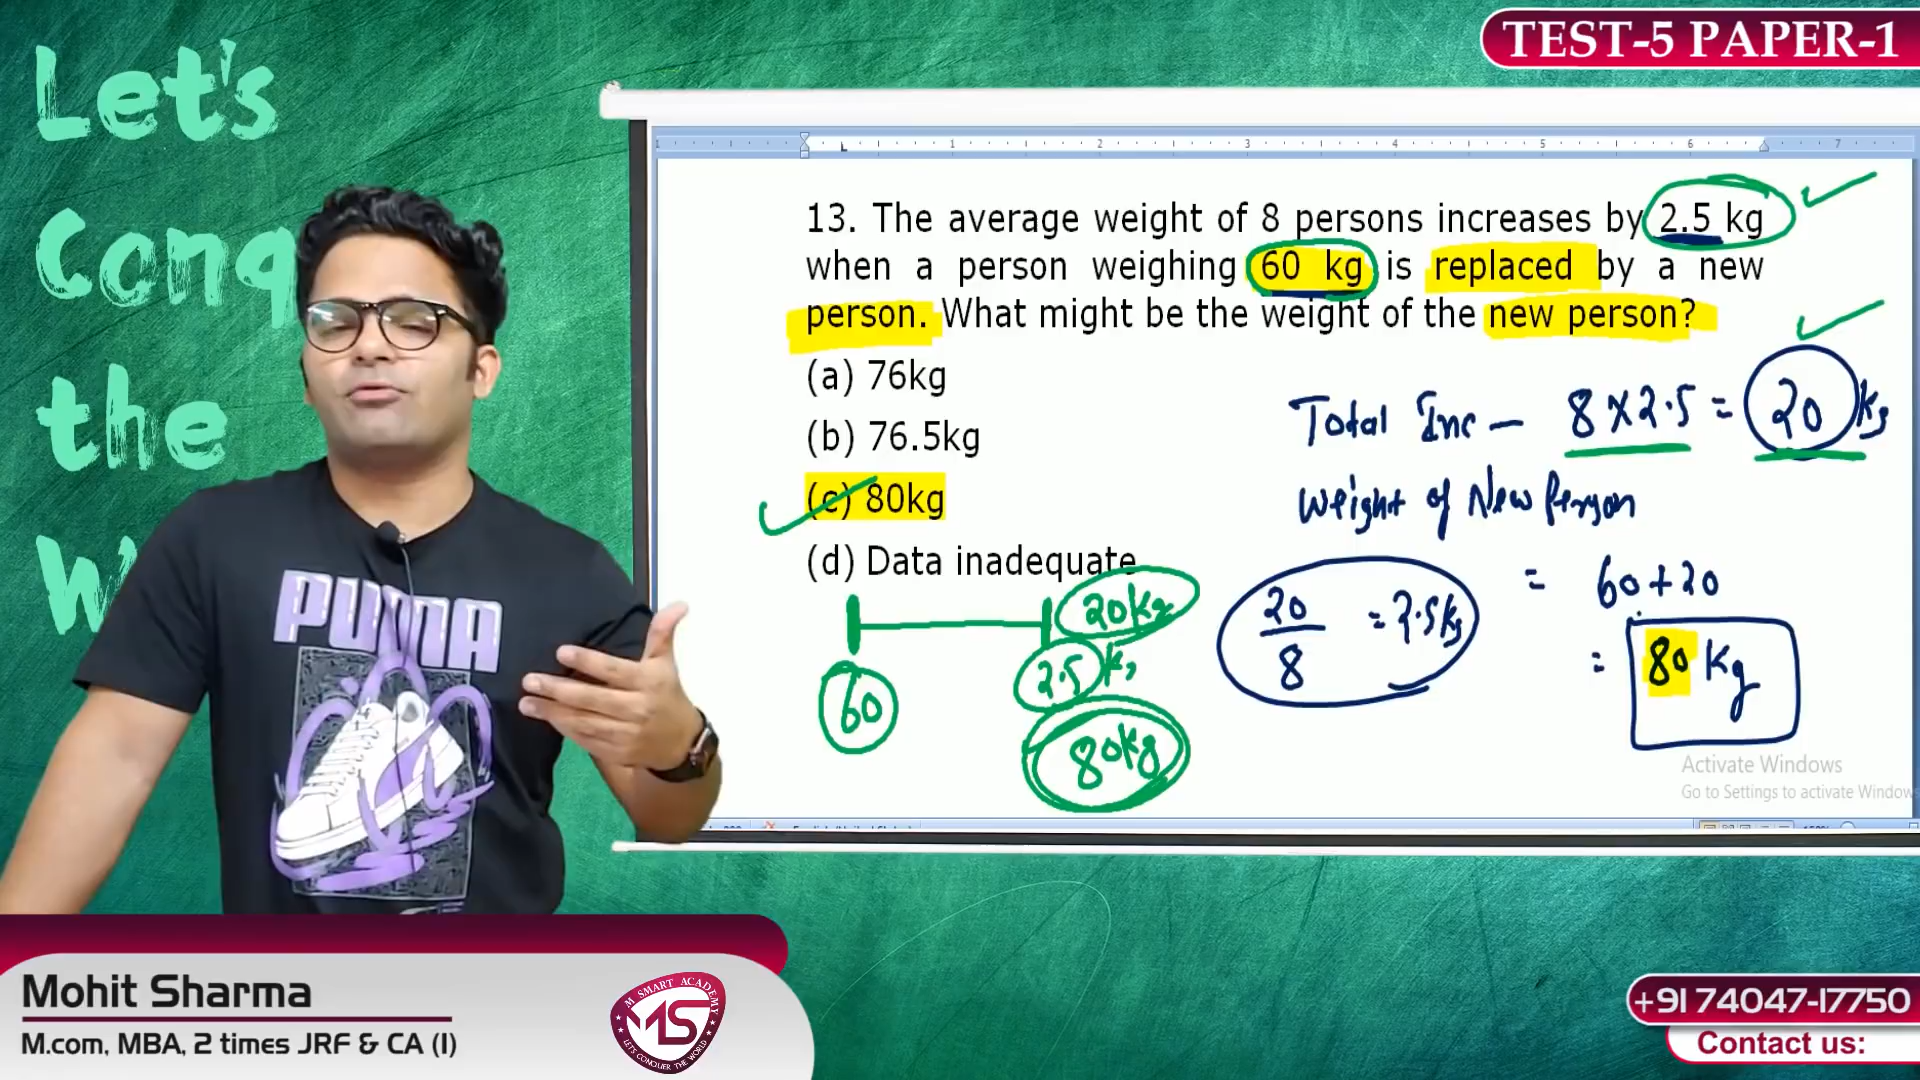 TEST-5 PAPER-1
Let's
Conq
the
W
13. The average weight of 8 persons increases by 2.5 kg
when a person weighing 60 kg is replaced by a new
person. What might be the weight of the new person?
(a) 76kg
(b) 76.5kg
(c) 80kg
(d) Data inadequate
Total Inc — 8 × 2.5 = 20 kg
Weight of New Person
= 60 + 20
= 80 kg
20/8 = 2.5kg
20kg
2.5 k
60
80kg
PUMA
Activate Windows
Go to Settings to activate Window
Mohit Sharma
M.com, MBA, 2 times JRF & CA (I)
M SMART ACADEMY
MS
LETS CONQUER THE WORLD
+91 74047-17750
Contact us: